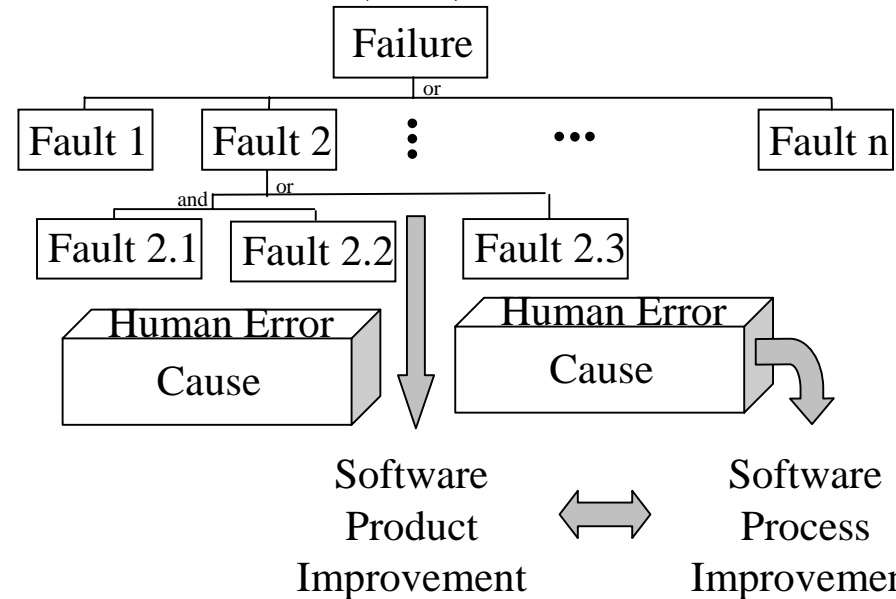 Failure
or
Fault 1
Fault 2
Fault n
or
and
Fault 2.1
Fault 2.2
Fault 2.3
Human Error
Cause
Human Error
Cause
Software
Product
Improvement
Software
Process
Improvemen